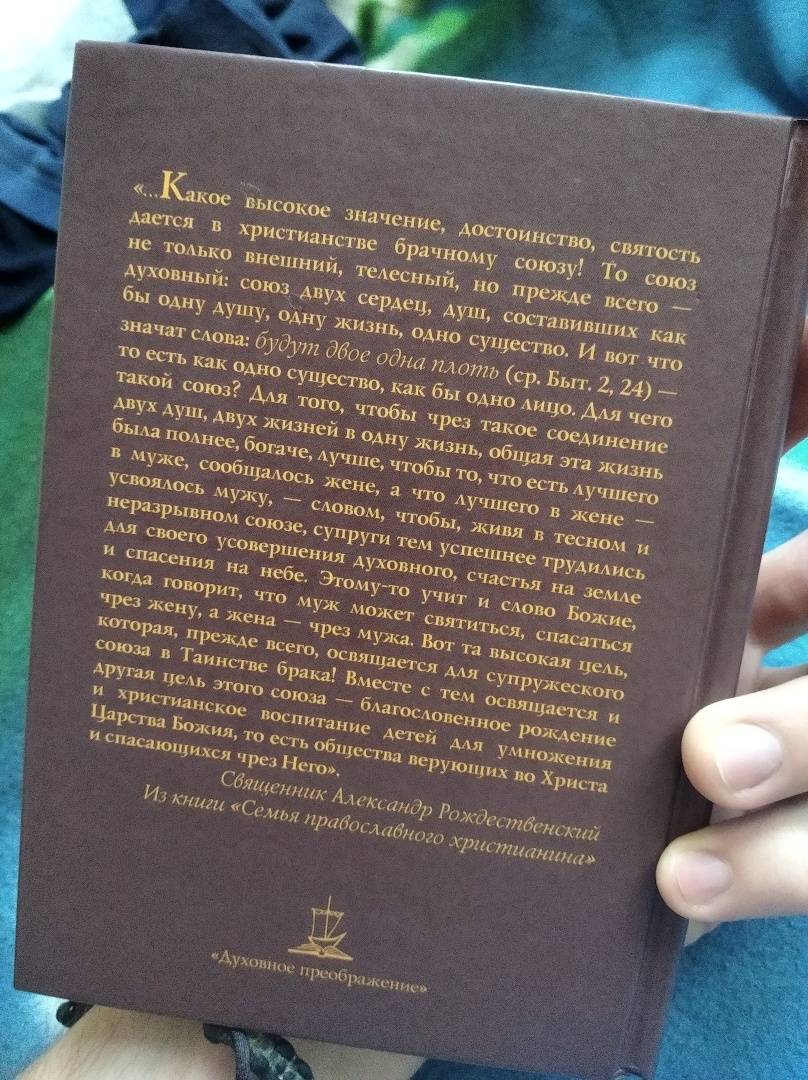 «...Какое высокое значение, достоинство, святость
дается в христианстве брачному союзу! То союз
не только внешний, телесный, но прежде всего —
духовный: союз двух сердец, душ, составивших как
бы одну душу, одну жизнь, одно существо. И вот что
значат слова: будут двое одна плоть (ср. Быт. 2, 24) —
то есть как одно существо, как бы одно лицо. Для чего
такой союз? Для того, чтобы чрез такое соединение
двух душ, двух жизней в одну жизнь, общая эта жизнь
была полнее, богаче, лучше, чтобы то, что есть лучшего
в муже, сообщалось жене, а что лучшего в жене —
усвоялось мужу, — словом, чтобы, живя в тесном и
неразрывном союзе, супруги тем успешнее трудились
для своего усовершения духовного, счастья на земле
и спасения на небе. Этому-то учит и слово Божие,
когда говорит, что муж может святиться, спасаться
чрез жену, а жена — чрез мужа. Вот та высокая цель,
которая, прежде всего, освящается для супружеского
союза в Таинстве брака! Вместе с тем освящается и
другая цель этого союза — благословенное рождение
и христианское воспитание детей для умножения
Царства Божия, то есть общества верующих во Христа
и спасающихся чрез Него».
Священник Александр Рождественский
Из книги «Семья православного христианина»
«Духовное преображение»